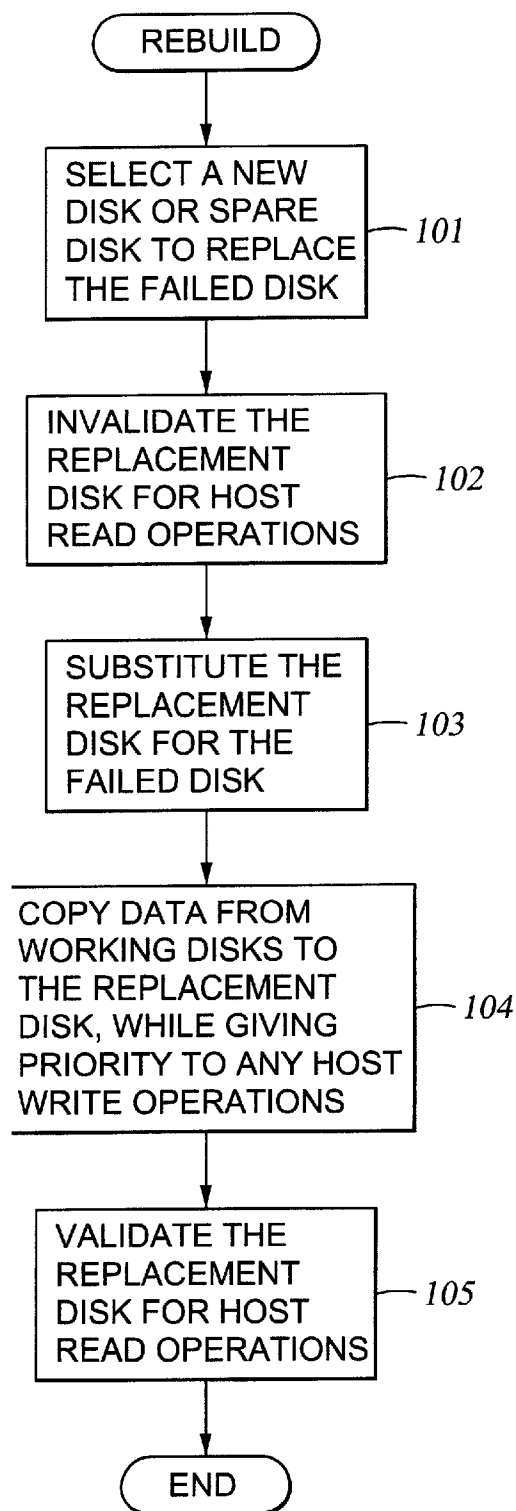 REBUILD
SELECT A NEW
DISK OR SPARE
DISK TO REPLACE
THE FAILED DISK
101
INVALIDATE THE
REPLACEMENT
DISK FOR HOST
READ OPERATIONS
102
SUBSTITUTE THE
REPLACEMENT
DISK FOR THE
FAILED DISK
103
COPY DATA FROM
WORKING DISKS TO
THE REPLACEMENT
DISK, WHILE GIVING
PRIORITY TO ANY HOST
WRITE OPERATIONS
104
VALIDATE THE
REPLACEMENT
DISK FOR HOST
READ OPERATIONS
105
END